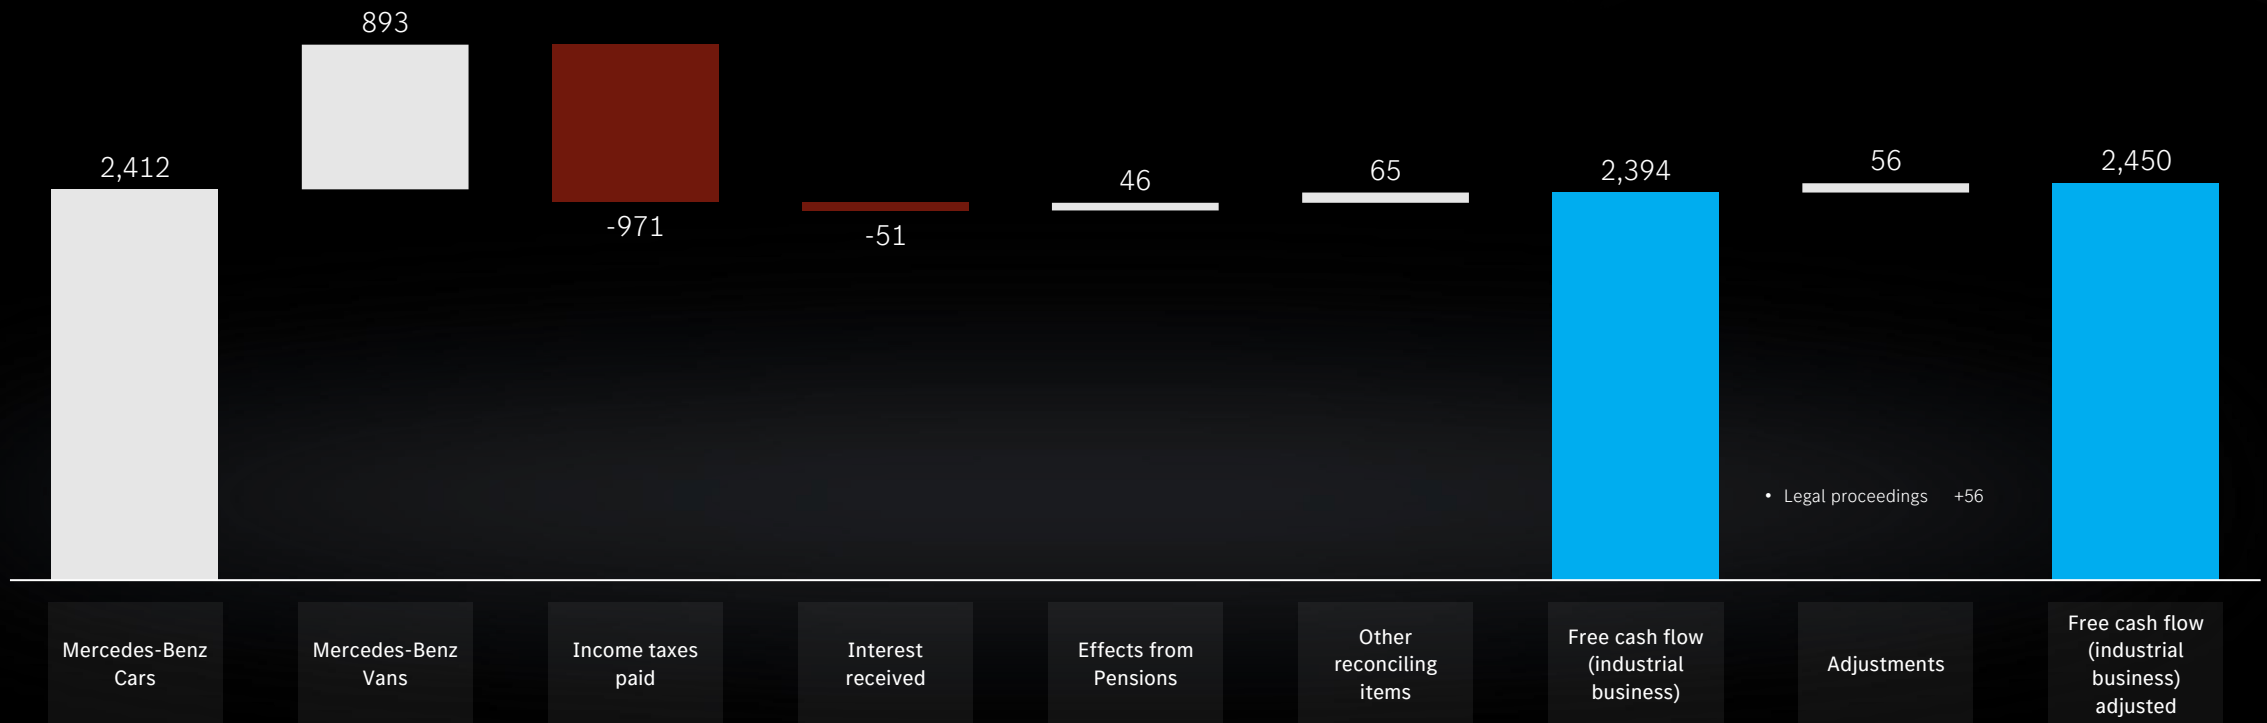 893
2,412
-971
-51
46
65
2,394
56
2,450
• Legal proceedings +56
Mercedes-Benz
Cars
Mercedes-Benz
Vans
Income taxes
paid
Interest
received
Effects from
Pensions
Other
reconciling
items
Free cash flow
(industrial
business)
Adjustments
Free cash flow
(industrial
business)
adjusted